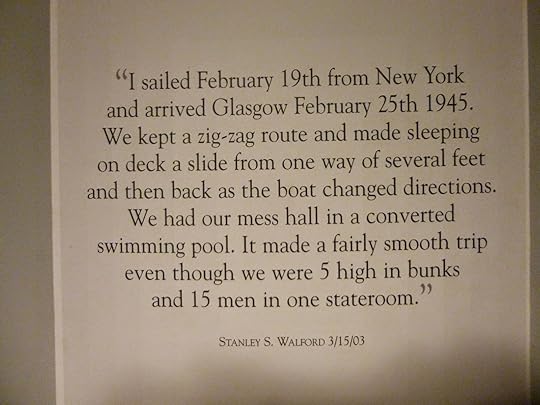 “I sailed February 19th from New York
and arrived Glasgow February 25th 1945.
We kept a zig-zag route and made sleeping
on deck a slide from one way of several feet
and then back as the boat changed directions.
We had our mess hall in a converted
swimming pool. It made a fairly smooth trip
even though we were 5 high in bunks
and 15 men in one stateroom.”
Stanley S. Walford 3/15/03